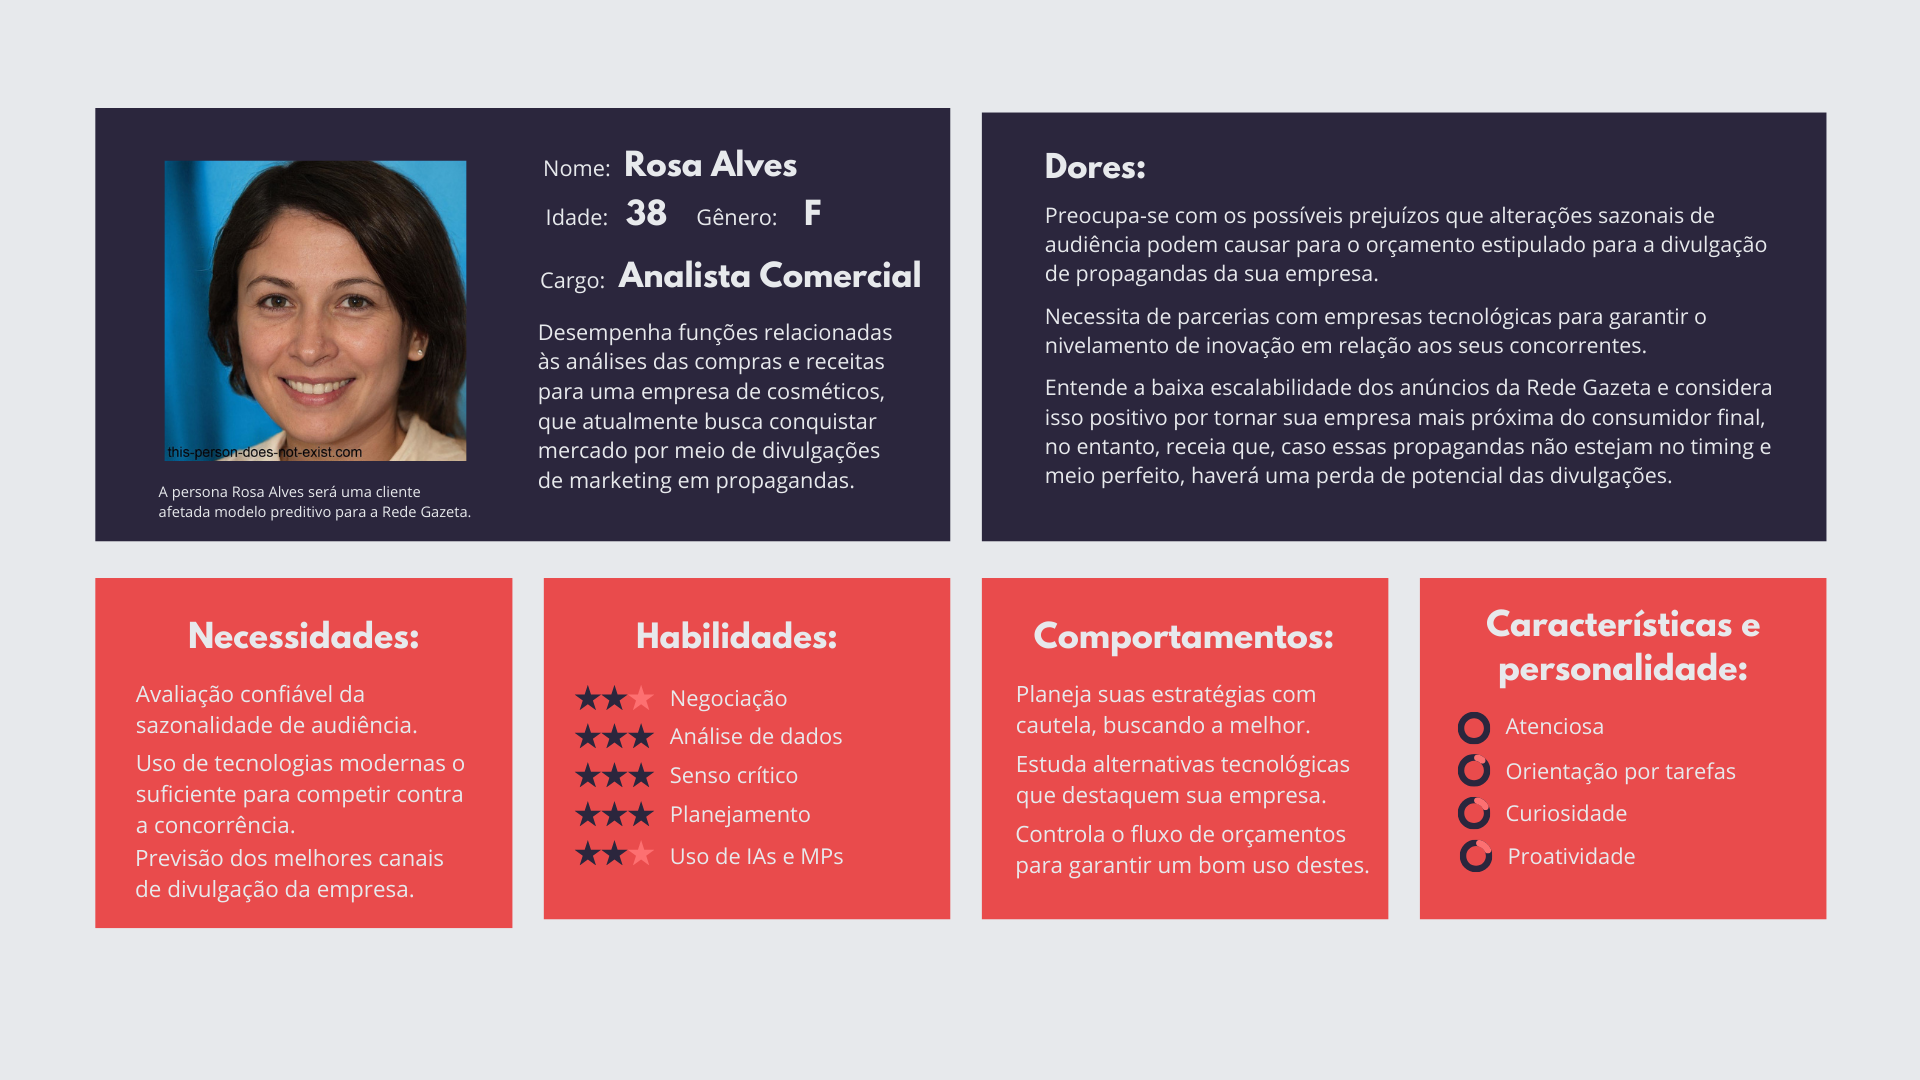 Nome: Rosa Alves
Idade: 38 Gênero: F
Cargo: Analista Comercial
Desempenha funções relacionadas
às análises das compras e receitas
para uma empresa de cosméticos,
que atualmente busca conquistar
mercado por meio de divulgações
de marketing em propagandas.
this-person-does-not-exist.com
A persona Rosa Alves será uma cliente
afetada modelo preditivo para a Rede Gazeta.
Dores:
Preocupa-se com os possíveis prejuízos que alterações sazonais de
audiência podem causar para o orçamento estipulado para a divulgação
de propagandas da sua empresa.
Necessita de parcerias com empresas tecnológicas para garantir o
nivelamento de inovação em relação aos seus concorrentes.
Entende a baixa escalabilidade dos anúncios da Rede Gazeta e considera
isso positivo por tornar sua empresa mais próxima do consumidor final,
no entanto, receia que, caso essas propagandas não estejam no timing e
meio perfeito, haverá uma perda de potencial das divulgações.
Necessidades:
Avaliação confiável da
sazonalidade de audiência.
Uso de tecnologias modernas o
suficiente para competir contra
a concorrência.
Previsão dos melhores canais
de divulgação da empresa.
Habilidades:
Negociação
Análise de dados
Senso crítico
Planejamento
Uso de IAs e MPs
Comportamentos:
Planeja suas estratégias com
cautela, buscando a melhor.
Estuda alternativas tecnológicas
que destaquem sua empresa.
Controla o fluxo de orçamentos
para garantir um bom uso destes.
Características e
personalidade:
Atenciosa
Orientação por tarefas
Curiosidade
Proatividade